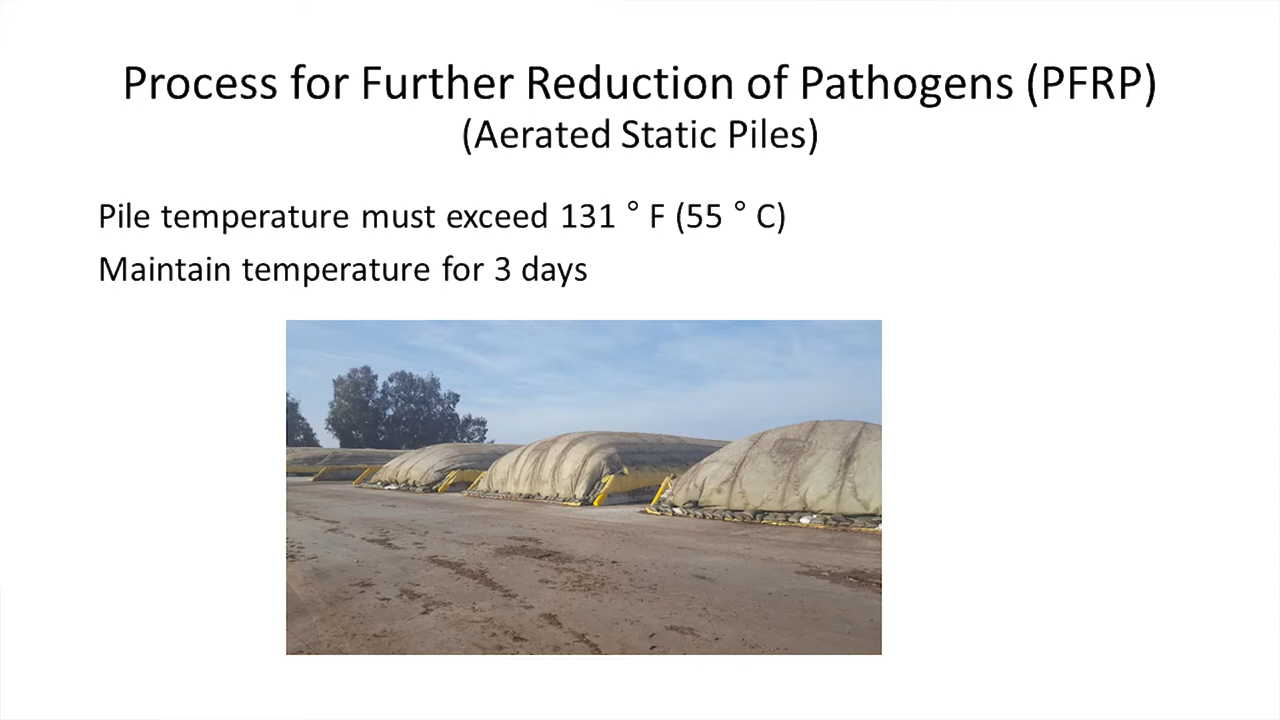 Process for Further Reduction of Pathogens (PFRP)
(Aerated Static Piles)
Pile temperature must exceed 131 ° F (55 ° C)
Maintain temperature for 3 days